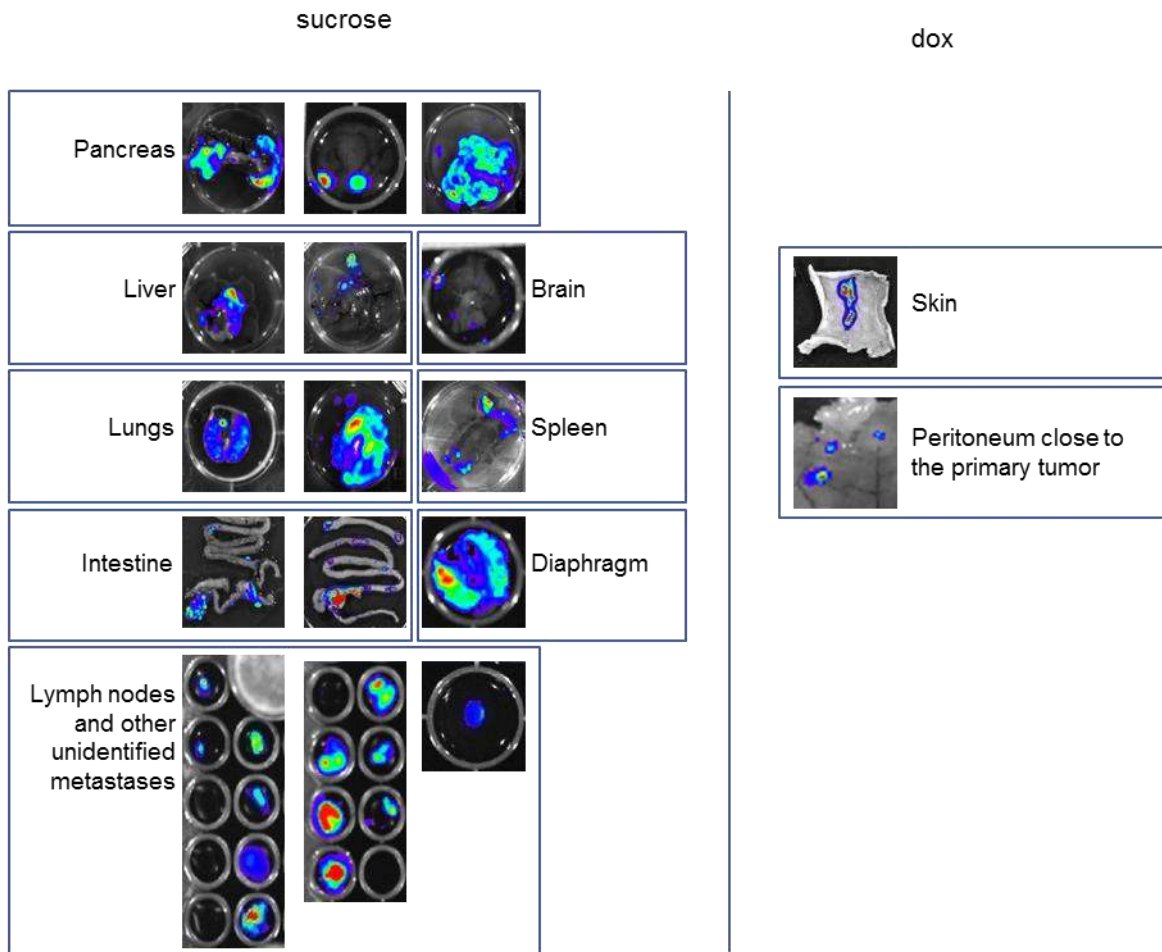 sucrose
dox
Pancreas
Liver
Brain
Skin
Lungs
Spleen
Peritoneum close to
the primary tumor
Intestine
Diaphragm
Lymph nodes
and other
unidentified
metastases